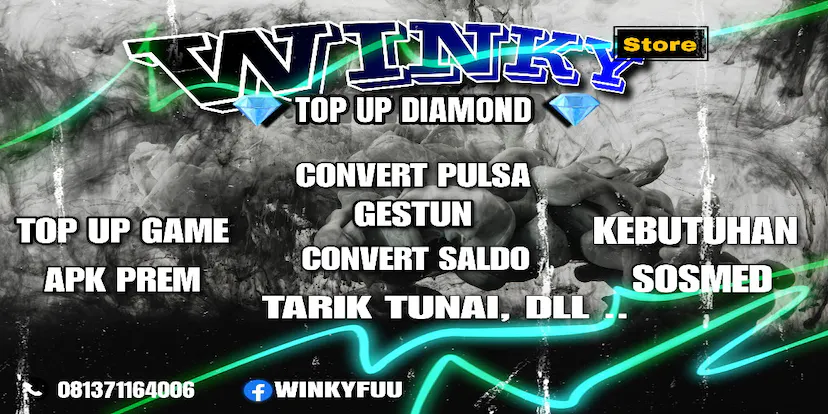 WINKY
Store
TOP UP DIAMOND
CONVERT PULSA
GESTUN
CONVERT SALDO
TARIK TUNAI, DLL ..
TOP UP GAME
APK PREM
KEBUTUHAN
SOSMED
081371164006
WINKYFUU